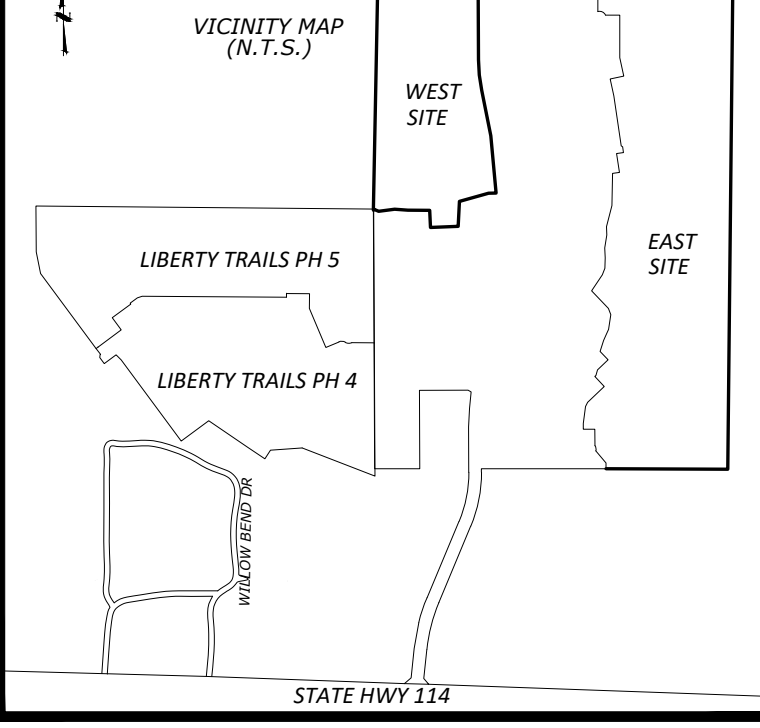 VICINITY MAP
(N.T.S.)
WEST
SITE
EAST
SITE
LIBERTY TRAILS PH 5
LIBERTY TRAILS PH 4
WILLOW BEND DR
STATE HWY 114